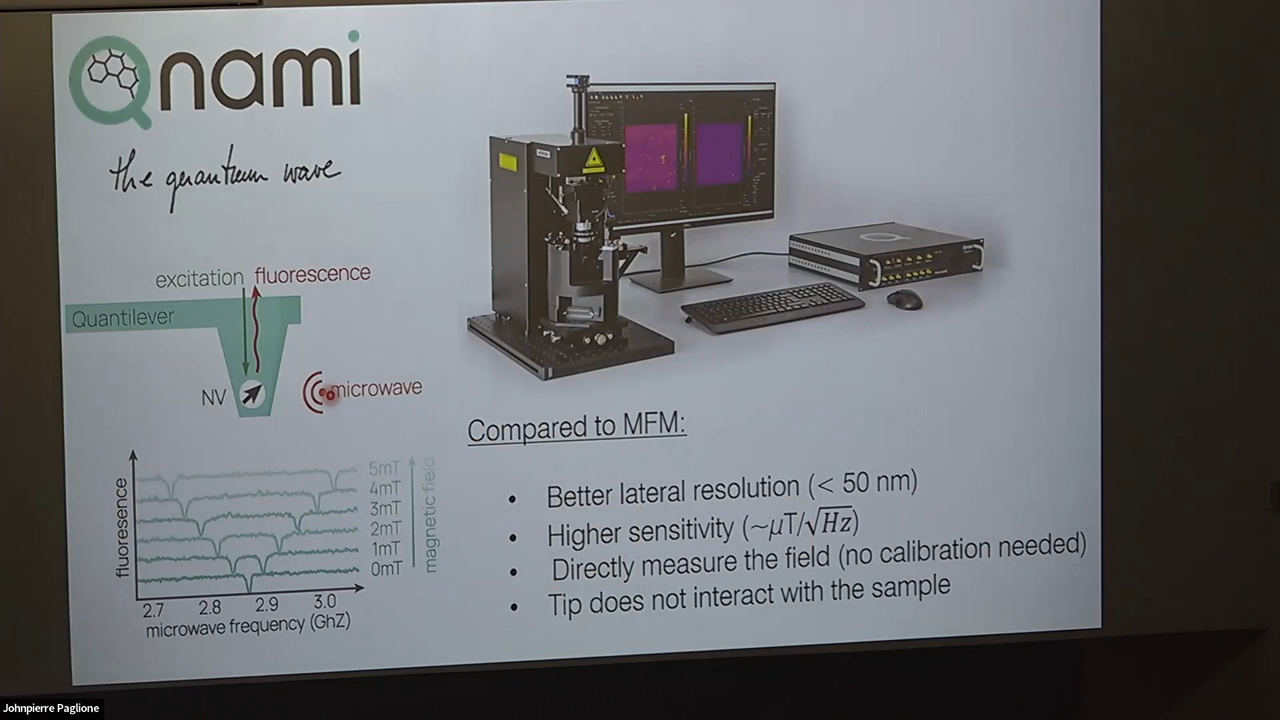 Qnami
the quantum wave
excitation fluorescence
Quantilever
NV
microwave
fluoresence
5mT
4mT
3mT
2mT
1mT
0mT
magnetic field
2.7 2.8 2.9 3.0
microwave frequency (GhZ)
Compared to MFM:
• Better lateral resolution (< 50 nm)
• Higher sensitivity (~μT/√Hz)
• Directly measure the field (no calibration needed)
• Tip does not interact with the sample
Johnpierre Paglione